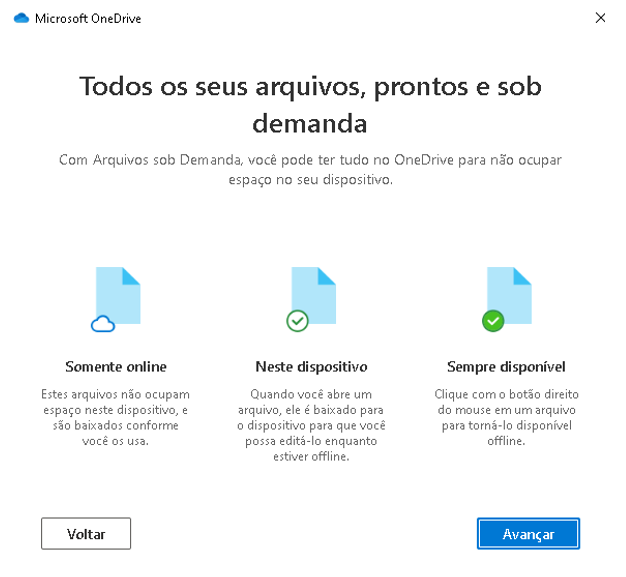 Microsoft OneDrive
Todos os seus arquivos, prontos e sob
demanda
Com Arquivos sob Demanda, você pode ter tudo no OneDrive para não ocupar
espaço no seu dispositivo.
Somente online
Estes arquivos não ocupam
espaço neste dispositivo, e
são baixados conforme
você os usa.
Neste dispositivo
Quando você abre um
arquivo, ele é baixado para
o dispositivo para que você
possa editá-lo enquanto
estiver offline.
Sempre disponível
Clique com o botão direito
do mouse em um arquivo
para torná-lo disponível
offline.
Voltar
Avançar